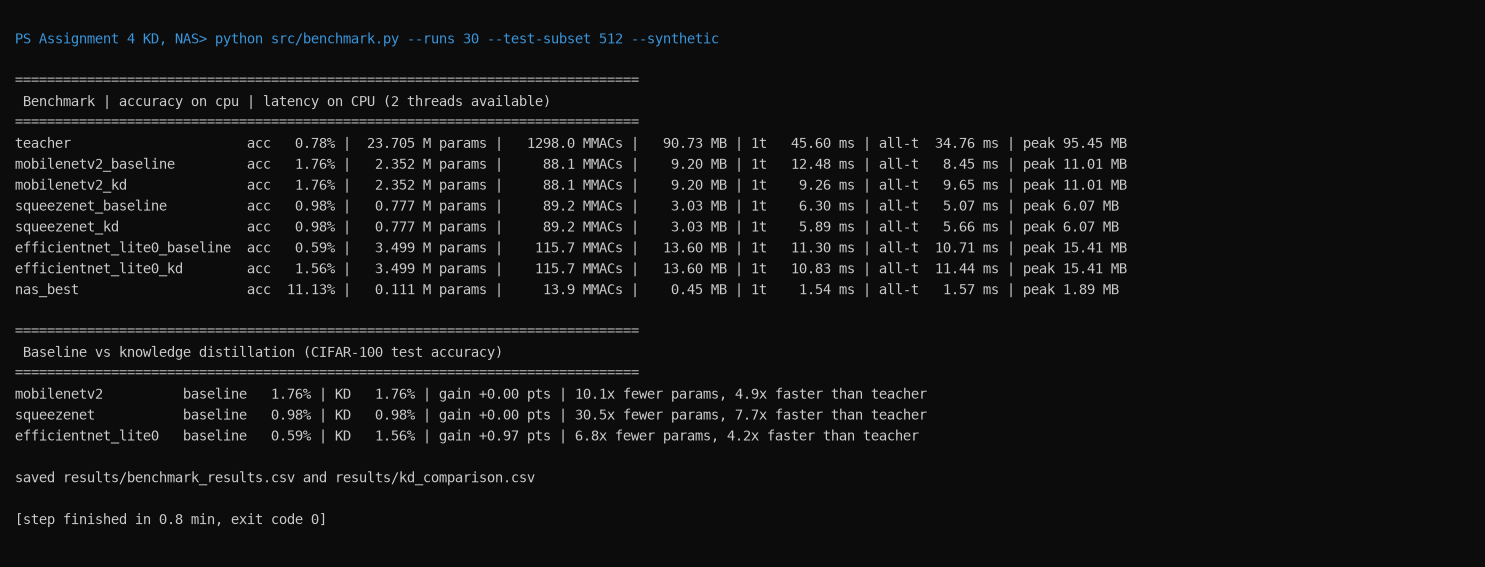 PS Assignment 4 KD, NAS> python src/benchmark.py --runs 30 --test-subset 512 --synthetic
==============================================================================
 Benchmark | accuracy on cpu | latency on CPU (2 threads available)
==============================================================================
teacher                      acc   0.78% |  23.705 M params |   1298.0 MMACs |   90.73 MB | 1t   45.60 ms | all-t  34.76 ms | peak 95.45 MB
mobilenetv2_baseline         acc   1.76% |   2.352 M params |     88.1 MMACs |    9.20 MB | 1t   12.48 ms | all-t   8.45 ms | peak 11.01 MB
mobilenetv2_kd               acc   1.76% |   2.352 M params |     88.1 MMACs |    9.20 MB | 1t    9.26 ms | all-t   9.65 ms | peak 11.01 MB
squeezenet_baseline          acc   0.98% |   0.777 M params |     89.2 MMACs |    3.03 MB | 1t    6.30 ms | all-t   5.07 ms | peak 6.07 MB
squeezenet_kd                acc   0.98% |   0.777 M params |     89.2 MMACs |    3.03 MB | 1t    5.89 ms | all-t   5.66 ms | peak 6.07 MB
efficientnet_lite0_baseline  acc   0.59% |   3.499 M params |    115.7 MMACs |   13.60 MB | 1t   11.30 ms | all-t  10.71 ms | peak 15.41 MB
efficientnet_lite0_kd        acc   1.56% |   3.499 M params |    115.7 MMACs |   13.60 MB | 1t   10.83 ms | all-t  11.44 ms | peak 15.41 MB
nas_best                     acc  11.13% |   0.111 M params |     13.9 MMACs |    0.45 MB | 1t    1.54 ms | all-t   1.57 ms | peak 1.89 MB
==============================================================================
 Baseline vs knowledge distillation (CIFAR-100 test accuracy)
==============================================================================
mobilenetv2          baseline   1.76% | KD   1.76% | gain +0.00 pts | 10.1x fewer params, 4.9x faster than teacher
squeezenet           baseline   0.98% | KD   0.98% | gain +0.00 pts | 30.5x fewer params, 7.7x faster than teacher
efficientnet_lite0   baseline   0.59% | KD   1.56% | gain +0.97 pts | 6.8x fewer params, 4.2x faster than teacher
saved results/benchmark_results.csv and results/kd_comparison.csv
[step finished in 0.8 min, exit code 0]